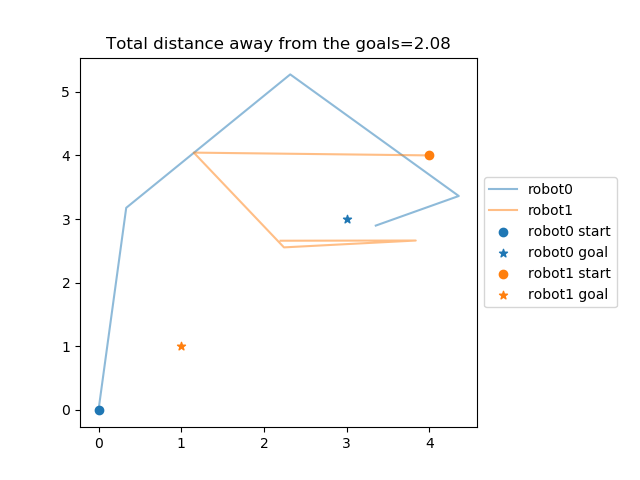 Total distance away from the goals=2.08
5
4
3
2
1
0
0
1
2
3
4
robot0
robot1
robot0 start
robot0 goal
robot1 start
robot1 goal